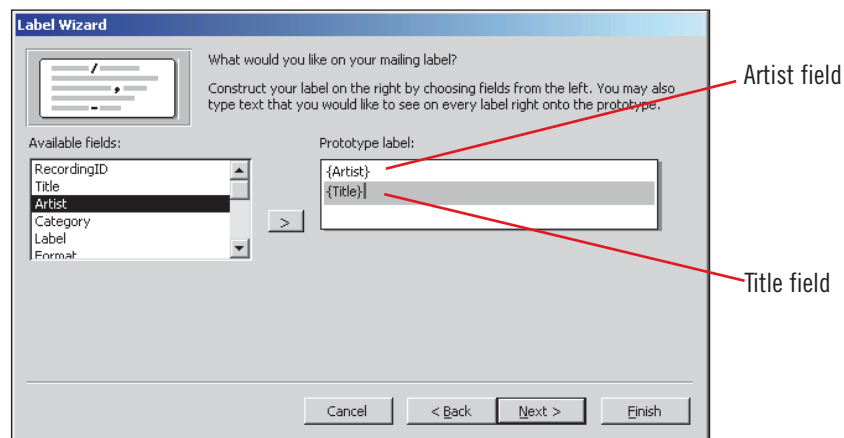 Label Wizard
What would you like on your mailing label?
Construct your label on the right by choosing fields from the left. You may also
type text that you would like to see on every label right onto the prototype.
Artist field
Available fields:
Prototype label:
RecordingID
Title
Artist
Category
Label
Format
{Artist}
{Title}
>
Title field
Cancel
< Back
Next >
Finish